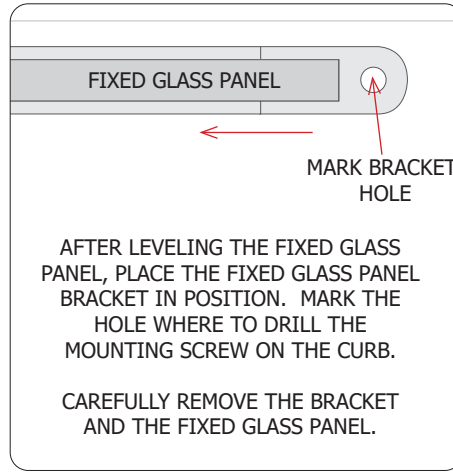 FIXED GLASS PANEL
MARK BRACKET
HOLE
AFTER LEVELING THE FIXED GLASS
PANEL, PLACE THE FIXED GLASS PANEL
BRACKET IN POSITION.  MARK THE
HOLE WHERE TO DRILL THE
MOUNTING SCREW ON THE CURB.
CAREFULLY REMOVE THE BRACKET
AND THE FIXED GLASS PANEL.